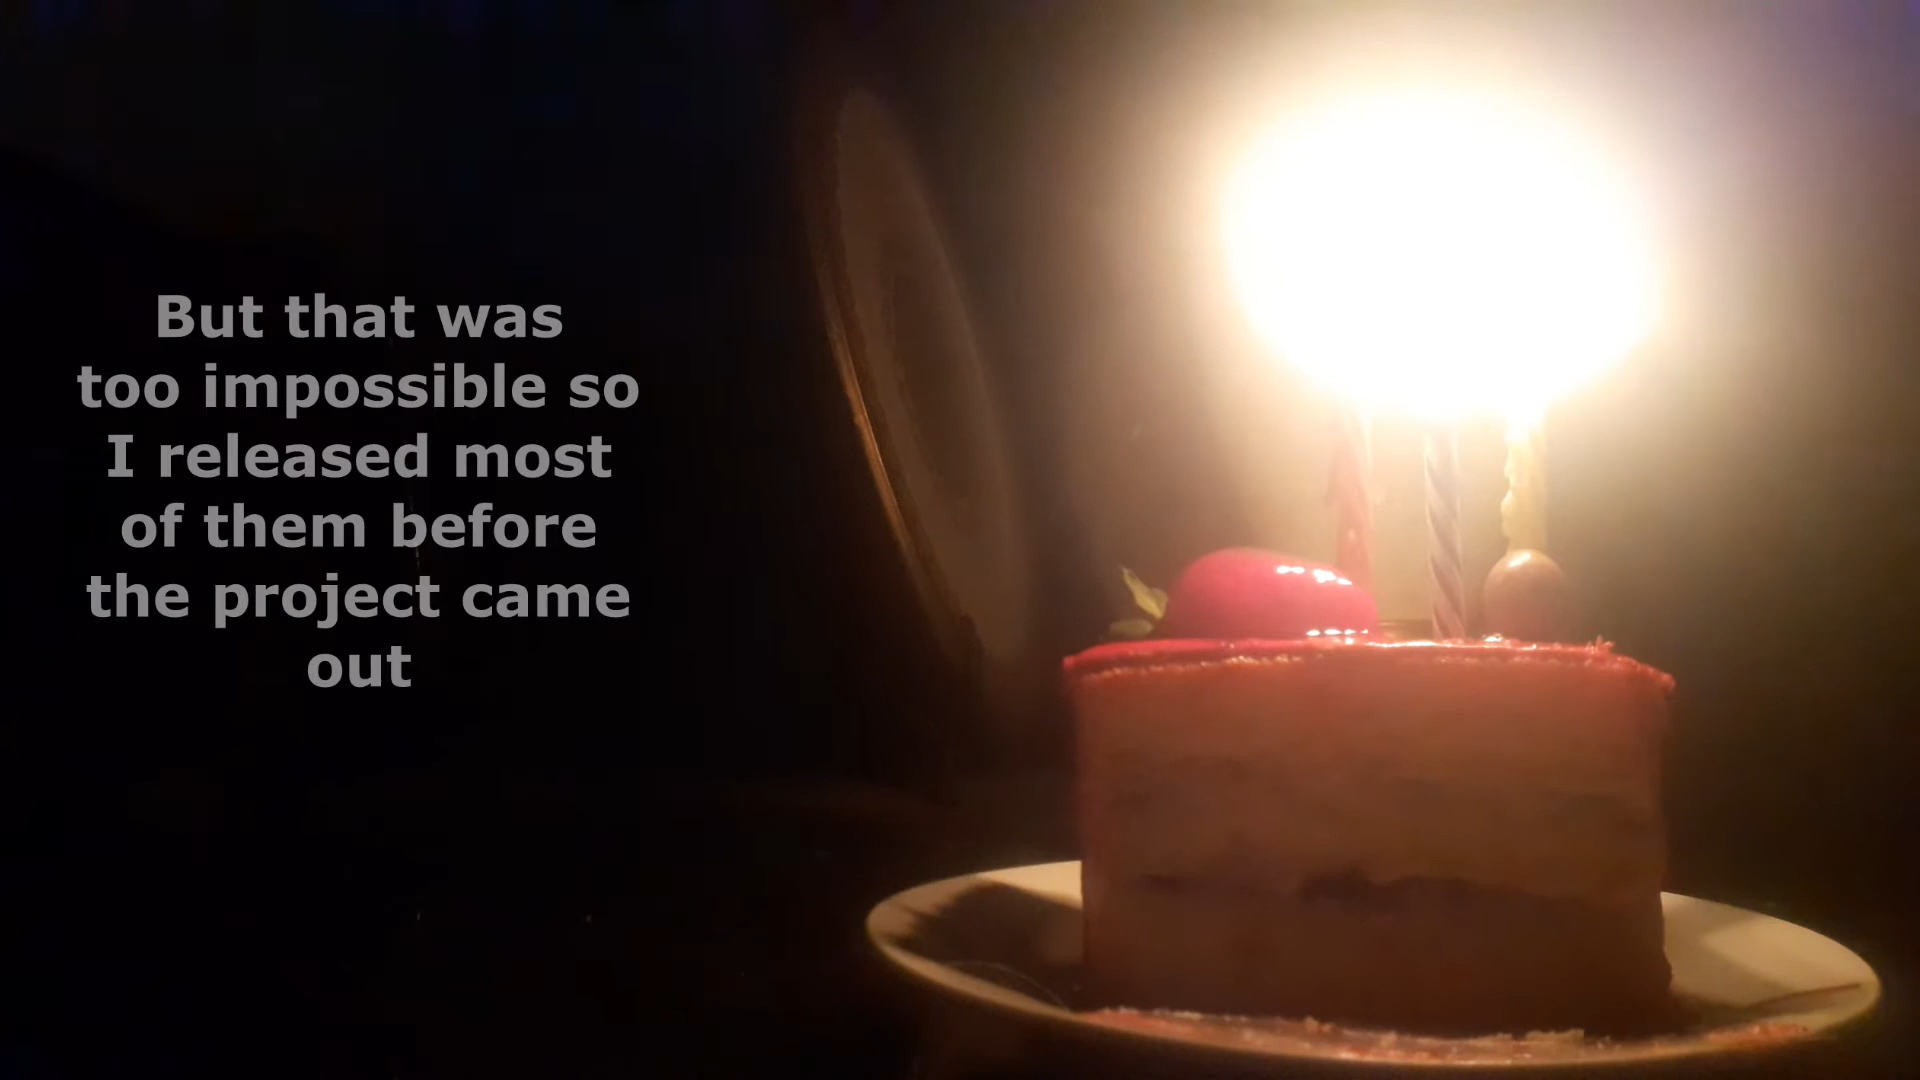 But that was
too impossible so
I released most
of them before
the project came
out